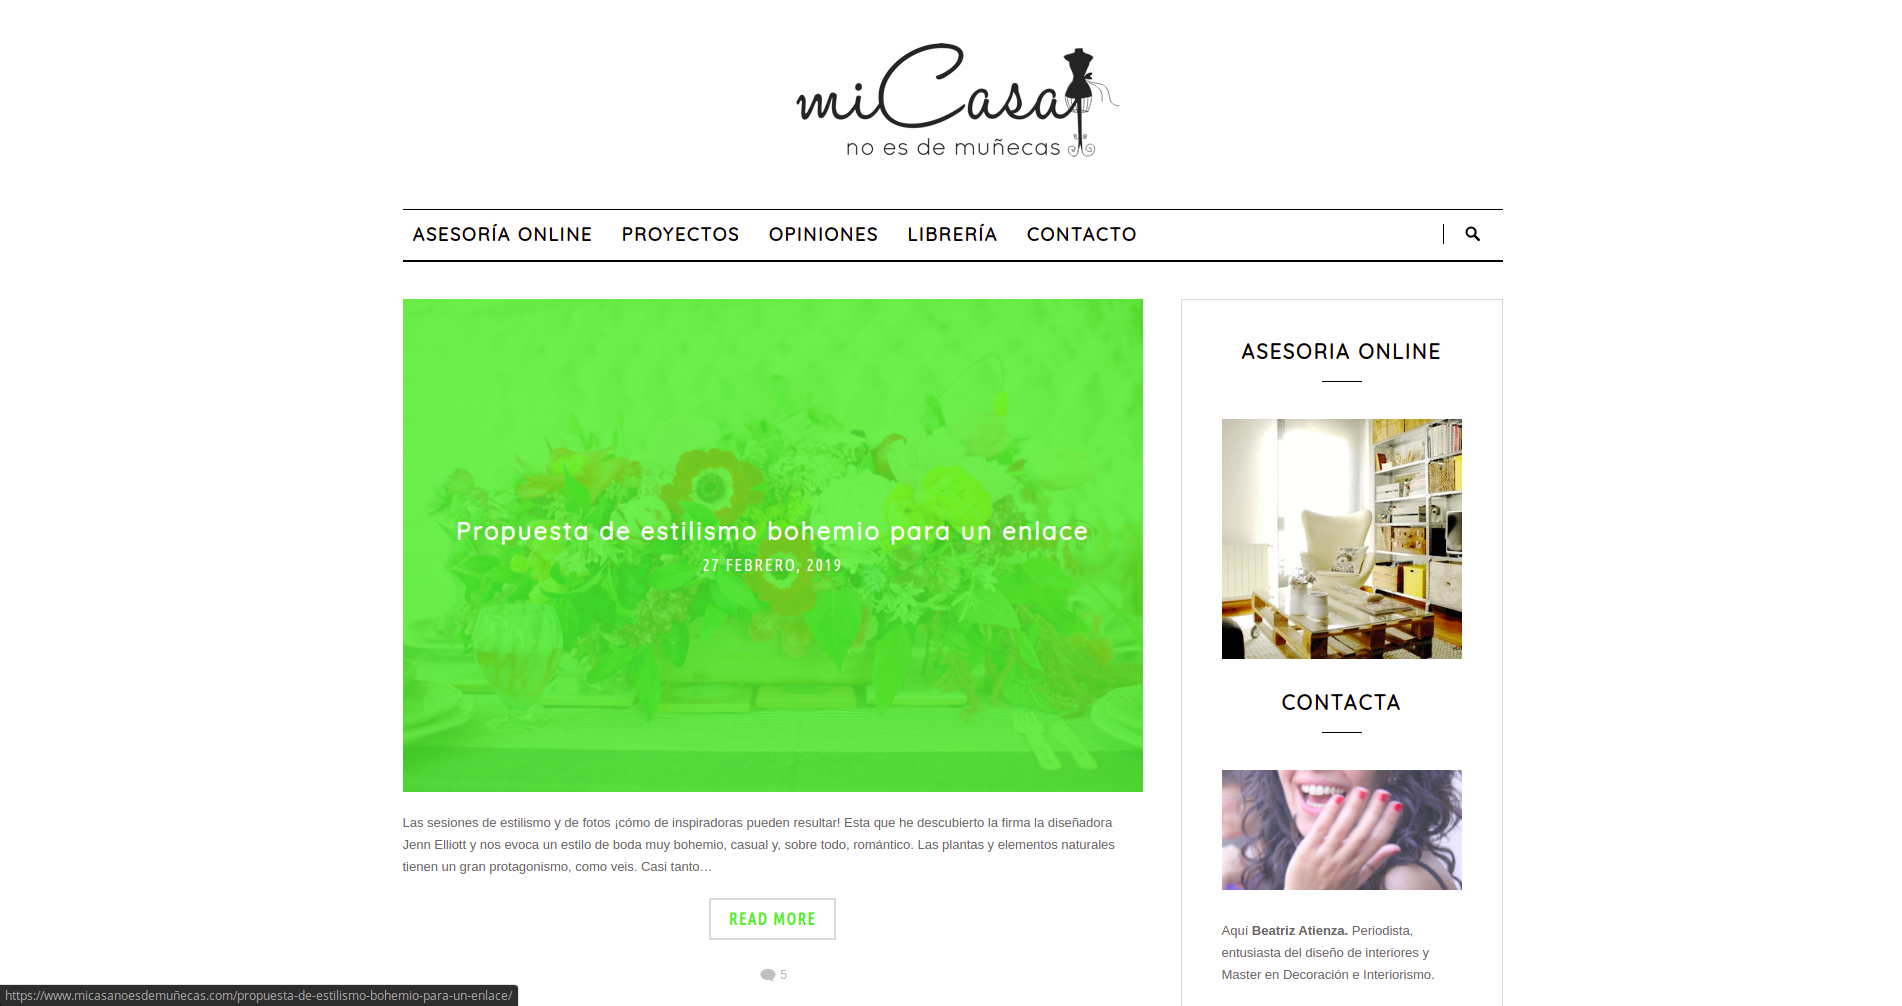 miCasa
no es de muñecas
ASESORÍA ONLINE PROYECTOS OPINIONES LIBRERÍA CONTACTO
Propuesta de estilismo bohemio para un enlace
27 FEBRERO, 2019
Las sesiones de estilismo y de fotos ¡cómo de inspiradoras pueden resultar! Esta que he descubierto la firma la diseñadora
Jenn Elliott y nos evoca un estilo de boda muy bohemio, casual y, sobre todo, romántico. Las plantas y elementos naturales
tienen un gran protagonismo, como veis. Casi tanto…
READ MORE
5
ASESORIA ONLINE
CONTACTA
Aquí Beatriz Atienza. Periodista,
entusiasta del diseño de interiores y
Master en Decoración e Interiorismo.
https://www.micasanoesdemuñecas.com/propuesta-de-estilismo-bohemio-para-un-enlace/